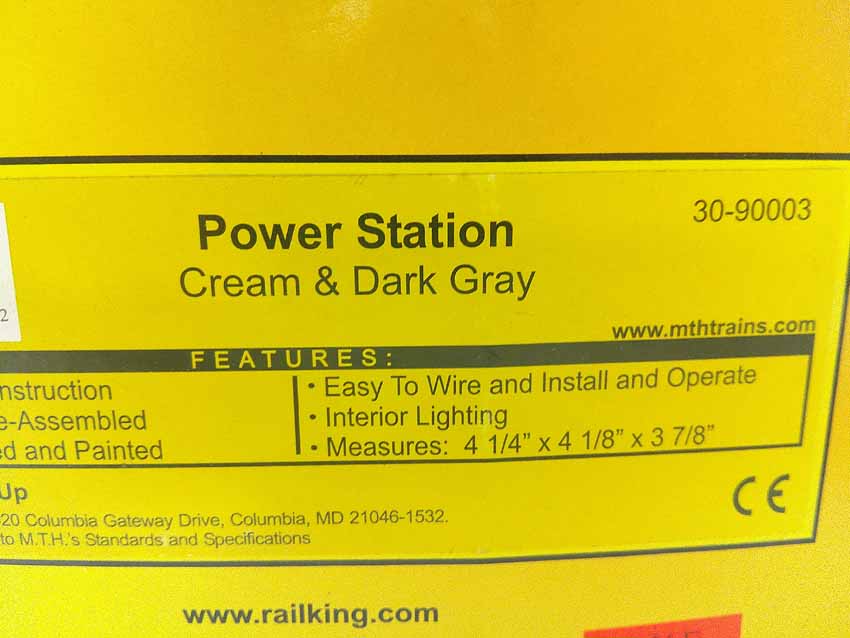 Power Station
30-90003
Cream & Dark Gray
2
www.mthtrains.com
FEATURES:
nstruction
• Easy To Wire and Install and Operate
e-Assembled
• Interior Lighting
ed and Painted
• Measures: 4 1/4" x 4 1/8" x 3 7/8"
Up
CE
20 Columbia Gateway Drive, Columbia, MD 21046-1532.
to M.T.H.'s Standards and Specifications
www.railking.com